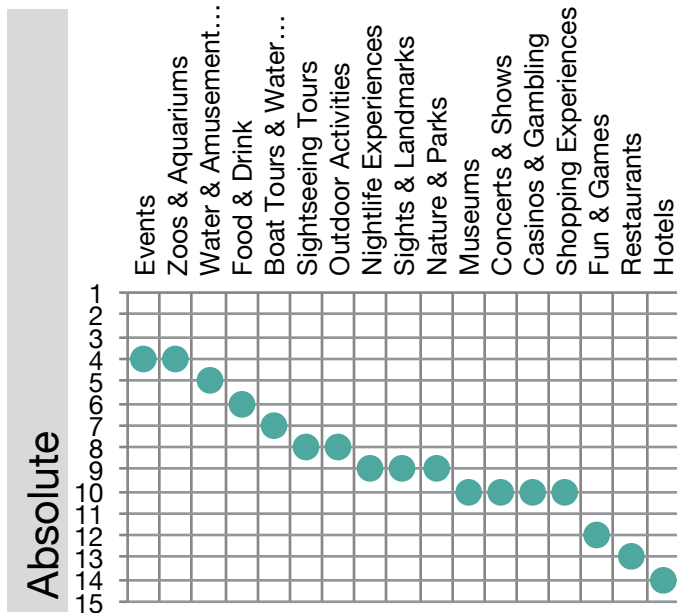 Events
Zoos & Aquariums
Water & Amusement…
Food & Drink
Boat Tours & Water…
Sightseeing Tours
Outdoor Activities
Nightlife Experiences
Sights & Landmarks
Nature & Parks
Museums
Concerts & Shows
Casinos & Gambling
Shopping Experiences
Fun & Games
Restaurants
Hotels
Absolute
1
2
3
4
5
6
7
8
9
10
11
12
13
14
15